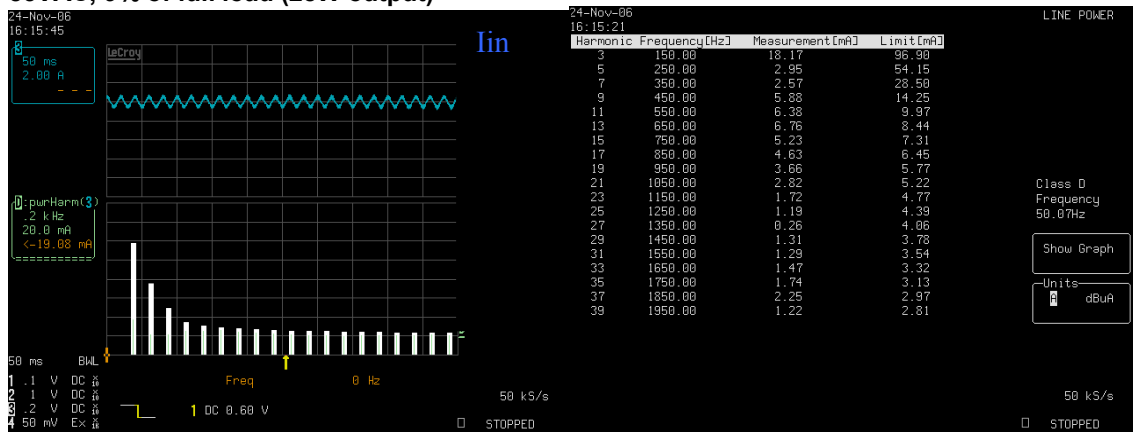 24-Nov-06
16:15:45
3
50 ms
2.00 A
LeCroy
Iin
D:pwrHarm(3)
.2 kHz
20.0 mA
<-19.08 mA
50 ms BWL
1 .1 V DC
2 1 V DC
3 .2 V DC
4 50 mV Ex
Freq 0 Hz
1 DC 0.60 V
50 kS/s
STOPPED
24-Nov-06
16:15:21
LINE POWER
Harmonic Frequency[Hz] Measurement[mA] Limit[mA]
3 150.00 18.17 96.90
5 250.00 2.95 54.15
7 350.00 2.57 28.50
9 450.00 5.88 14.25
11 550.00 6.38 9.97
13 650.00 6.76 8.44
15 750.00 5.23 7.31
17 850.00 4.63 6.45
19 950.00 3.66 5.77
21 1050.00 2.82 5.22
23 1150.00 1.72 4.77
25 1250.00 1.19 4.39
27 1350.00 0.26 4.06
29 1450.00 1.31 3.78
31 1550.00 1.29 3.54
33 1650.00 1.47 3.32
35 1750.00 1.74 3.13
37 1850.00 2.25 2.97
39 1950.00 1.22 2.81
Class D
Frequency
50.07Hz
Show Graph
Units
A dBuA
50 kS/s
STOPPED